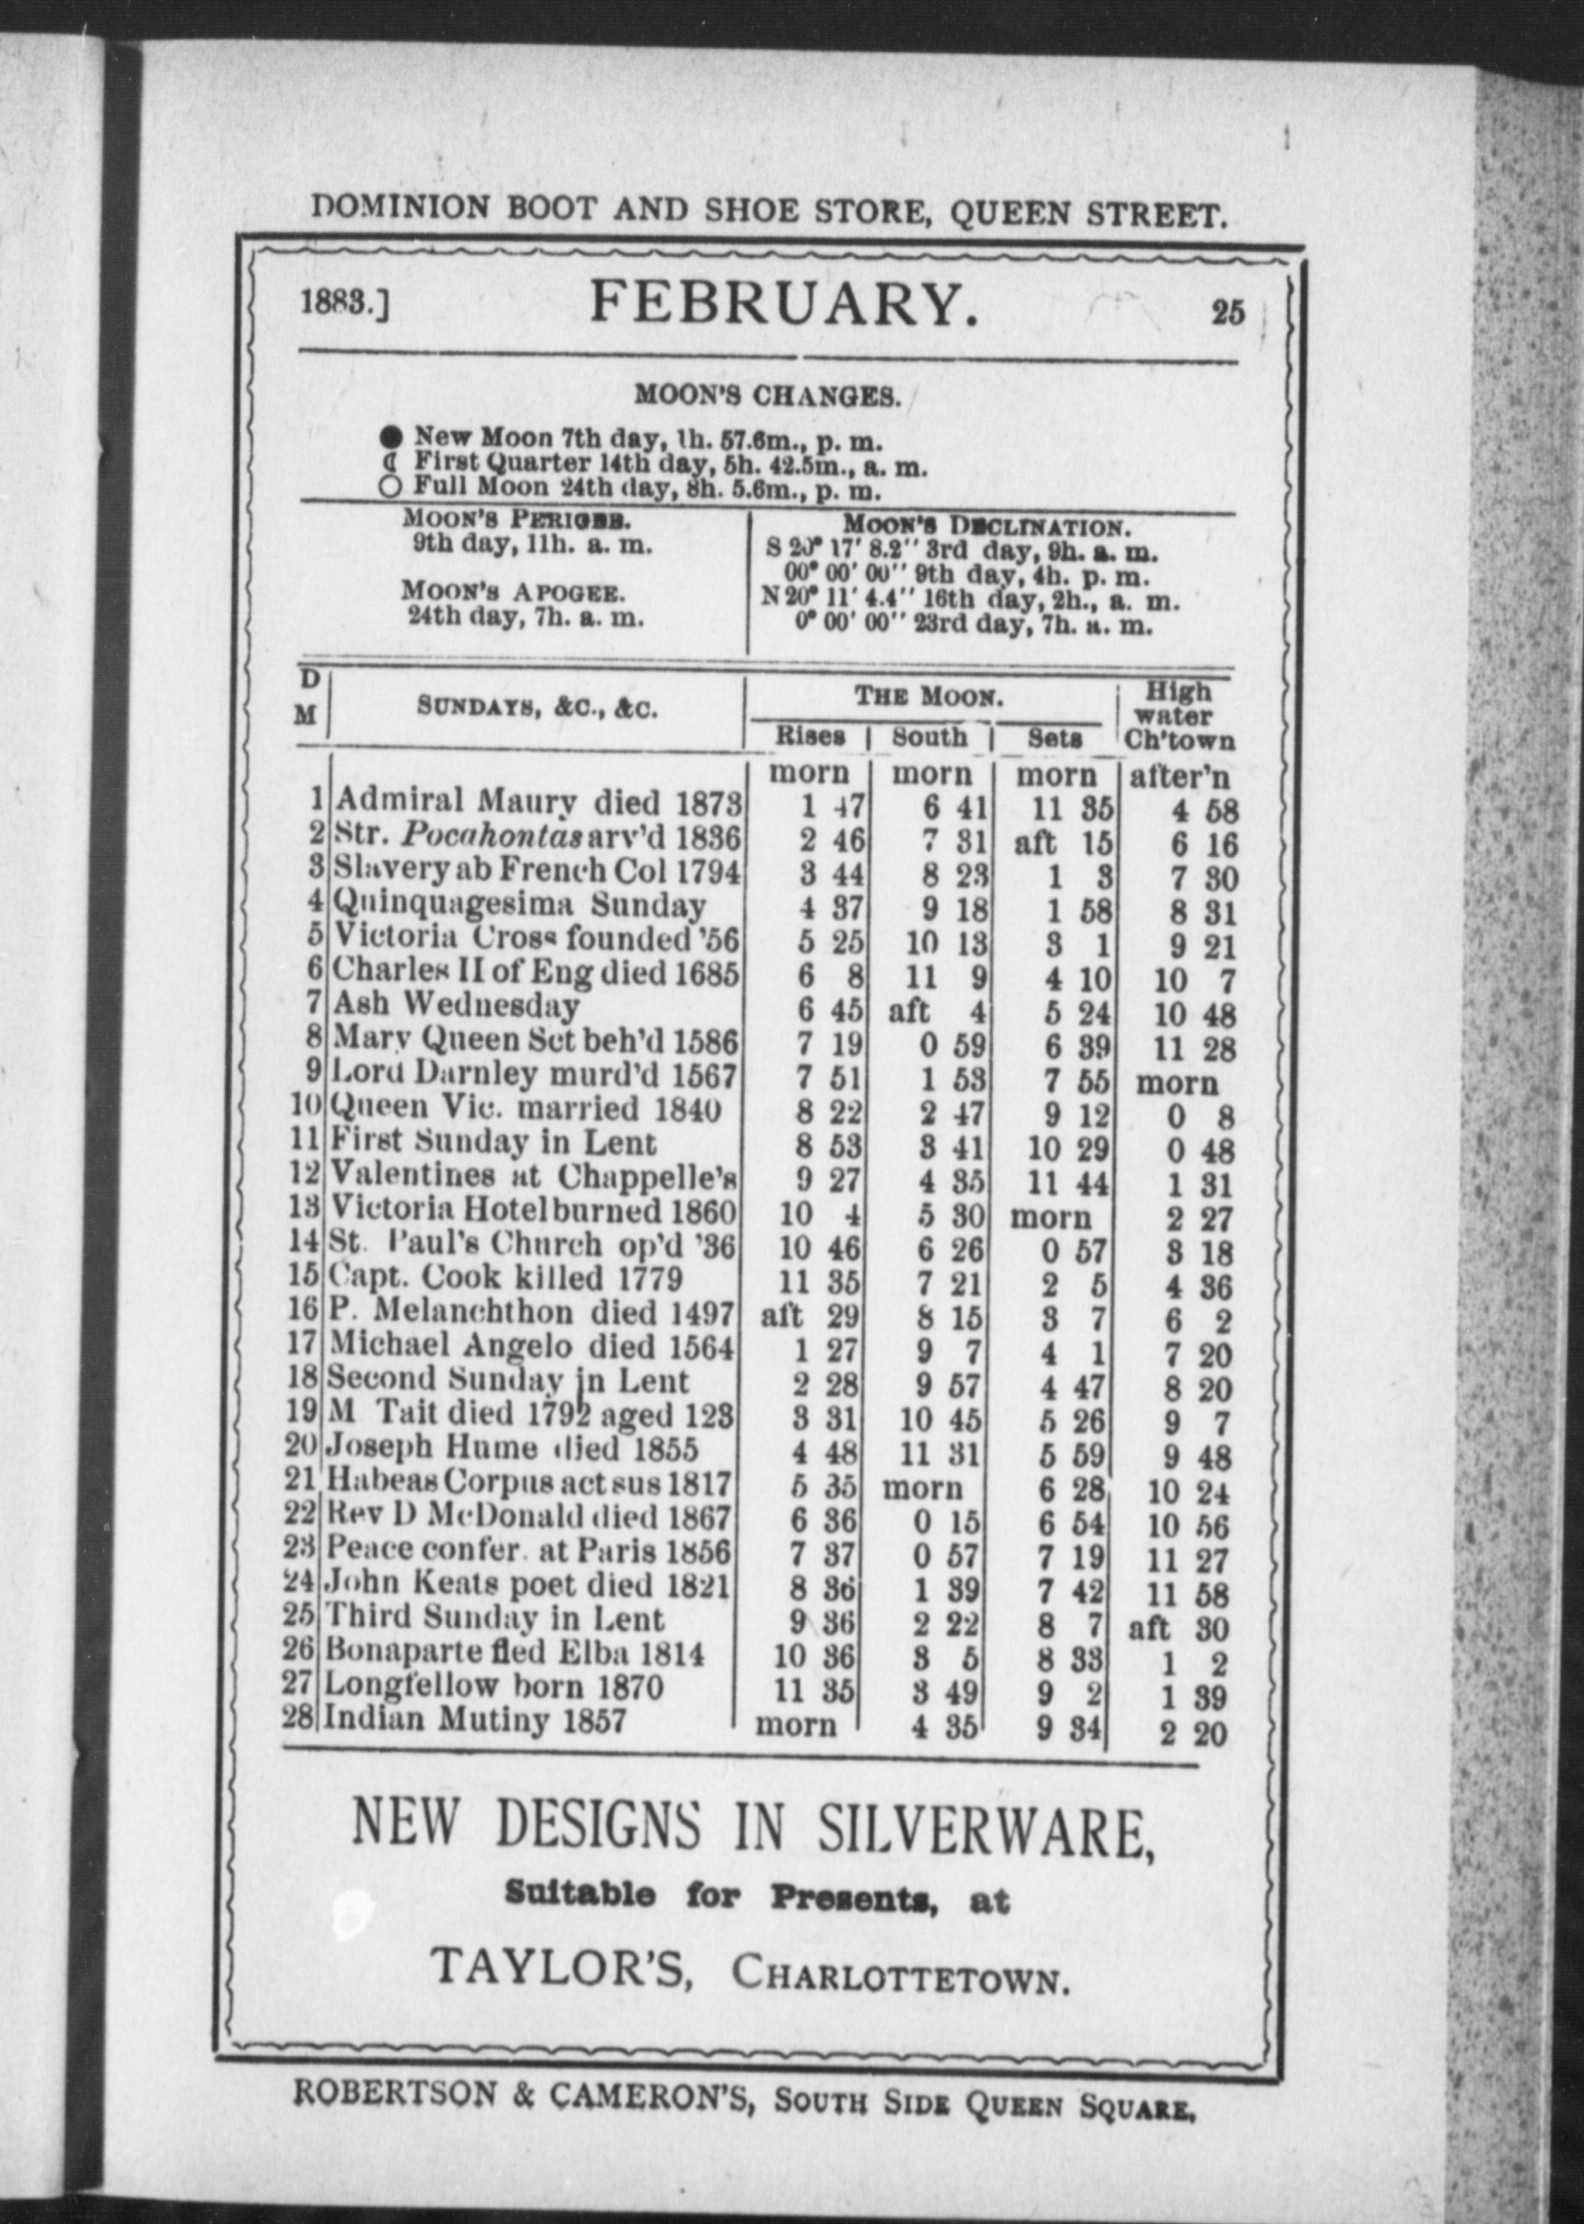 DOMINION BOOT AND SHOE STORE, QUEEN STREET.
1883.] FEBRUARY. 25
MOON'S CHANGES.
New Moon 7th day, 1h. 57.6m., p. m.
First Quarter 14th day, 5h. 42.5m., a. m.
Full Moon 24th day, 8h. 5.6m., p. m.
MOON'S PERIGEE.
9th day, 11h. a. m.
MOON'S APOGEE.
24th day, 7h. a. m.
MOON'S DECLINATION.
S 20° 17' 8.2'' 3rd day, 9h. a. m.
00° 00' 00'' 9th day, 4h. p. m.
N 20° 11' 4.4'' 16th day, 2h., a. m.
0° 00' 00'' 23rd day, 7h. a. m.
D M SUNDAYS, &C., &C. THE MOON. High water Ch'town
Rises South Sets
morn morn morn after'n
1 Admiral Maury died 1873 1 47 6 41 11 35 4 58
2 Str. Pocahontas arv'd 1836 2 46 7 31 aft 15 6 16
3 Slavery ab French Col 1794 3 44 8 23 1 3 7 30
4 Quinquagesima Sunday 4 37 9 18 1 58 8 31
5 Victoria Cross founded '56 5 25 10 13 3 1 9 21
6 Charles II of Eng died 1685 6 8 11 9 4 10 10 7
7 Ash Wednesday 6 45 aft 4 5 24 10 48
8 Mary Queen Sct beh'd 1586 7 19 0 59 6 39 11 28
9 Lord Darnley murd'd 1567 7 51 1 53 7 55 morn
10 Queen Vic. married 1840 8 22 2 47 9 12 0 8
11 First Sunday in Lent 8 53 3 41 10 29 0 48
12 Valentines at Chappelle's 9 27 4 35 11 44 1 31
13 Victoria Hotel burned 1860 10 4 5 30 morn 2 27
14 St. Paul's Church op'd '36 10 46 6 26 0 57 3 18
15 Capt. Cook killed 1779 11 35 7 21 2 5 4 36
16 P. Melanchthon died 1497 aft 29 8 15 3 7 6 2
17 Michael Angelo died 1564 1 27 9 7 4 1 7 20
18 Second Sunday in Lent 2 28 9 57 4 47 8 20
19 M Tait died 1792 aged 123 3 31 10 45 5 26 9 7
20 Joseph Hume died 1855 4 48 11 31 5 59 9 48
21 Habeas Corpus act sus 1817 5 35 morn 6 28 10 24
22 Rev D McDonald died 1867 6 36 0 15 6 54 10 56
23 Peace confer. at Paris 1856 7 37 0 57 7 19 11 27
24 John Keats poet died 1821 8 36 1 39 7 42 11 58
25 Third Sunday in Lent 9 36 2 22 8 7 aft 30
26 Bonaparte fled Elba 1814 10 36 3 5 8 33 1 2
27 Longfellow born 1870 11 35 3 49 9 2 1 39
28 Indian Mutiny 1857 morn 4 35 9 34 2 20
NEW DESIGNS IN SILVERWARE,
Suitable for Presents, at
TAYLOR'S, CHARLOTTETOWN.
ROBERTSON & CAMERON'S, SOUTH SIDE QUEEN SQUARE,